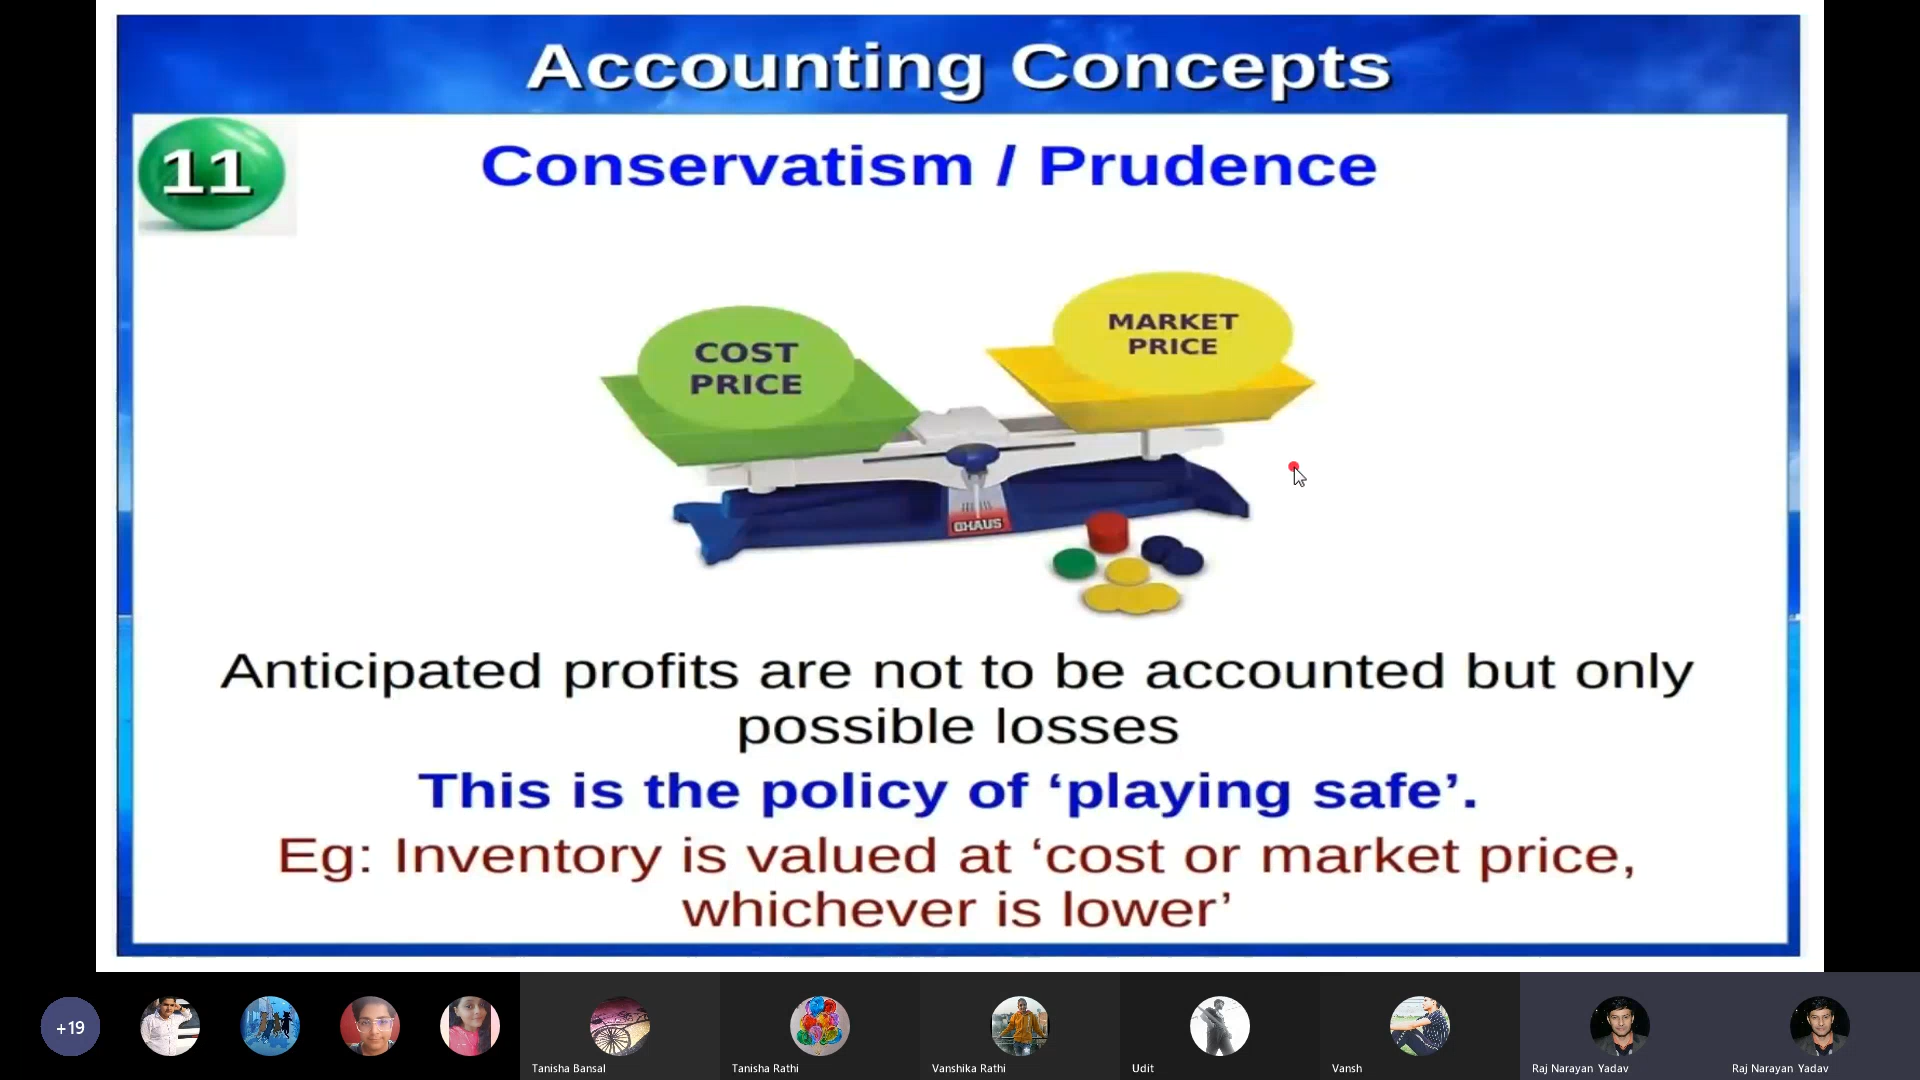 Accounting Concepts
11
Conservatism / Prudence
COST
PRICE
MARKET
PRICE
OHAUS
Anticipated profits are not to be accounted but only
possible losses
This is the policy of ‘playing safe’.
Eg: Inventory is valued at ‘cost or market price,
whichever is lower’
+19
Tanisha Bansal
Tanisha Rathi
Vanshika Rathi
Udit
Vansh
Raj Narayan Yadav
Raj Narayan Yadav